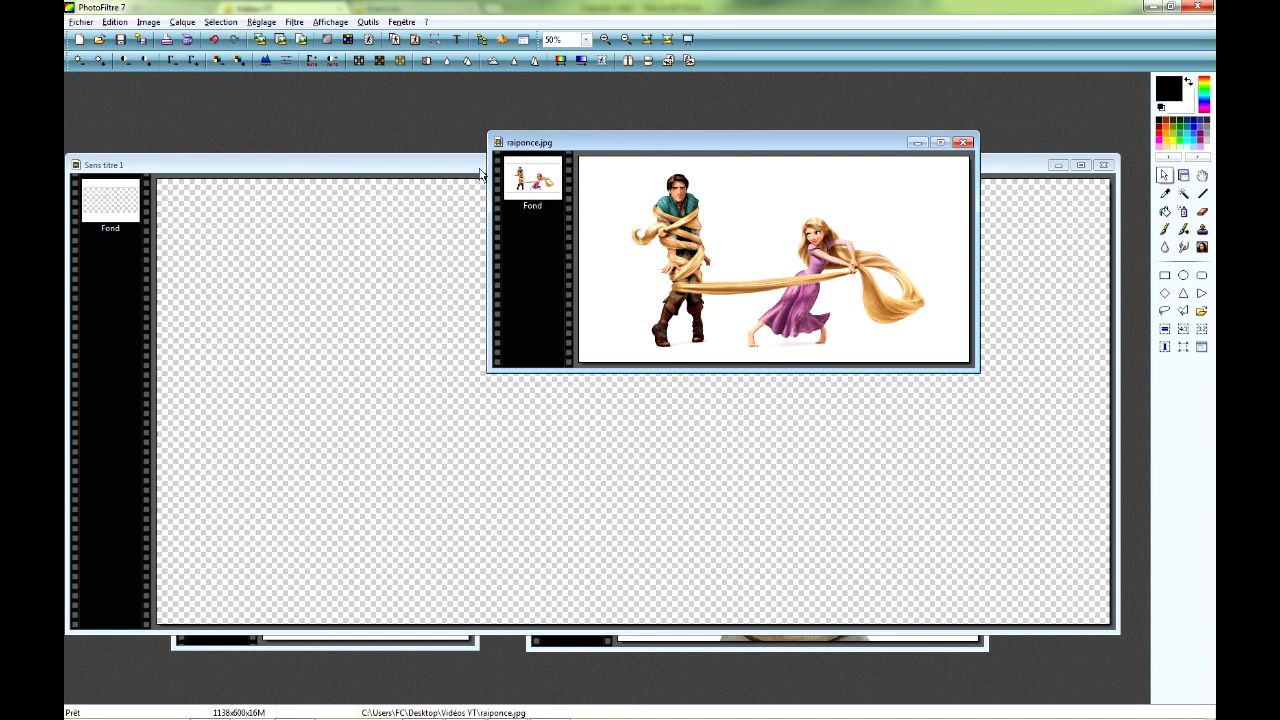 PhotoFiltre 7
Fichier Edition Image Calque Sélection Réglage Filtre Affichage Outils Fenêtre ?
50%
raiponce.jpg
Sans titre 1
Fond
Fond
Prêt 1138x600x16M C:\Users\FC\Desktop\Vidéos YT\raiponce.jpg